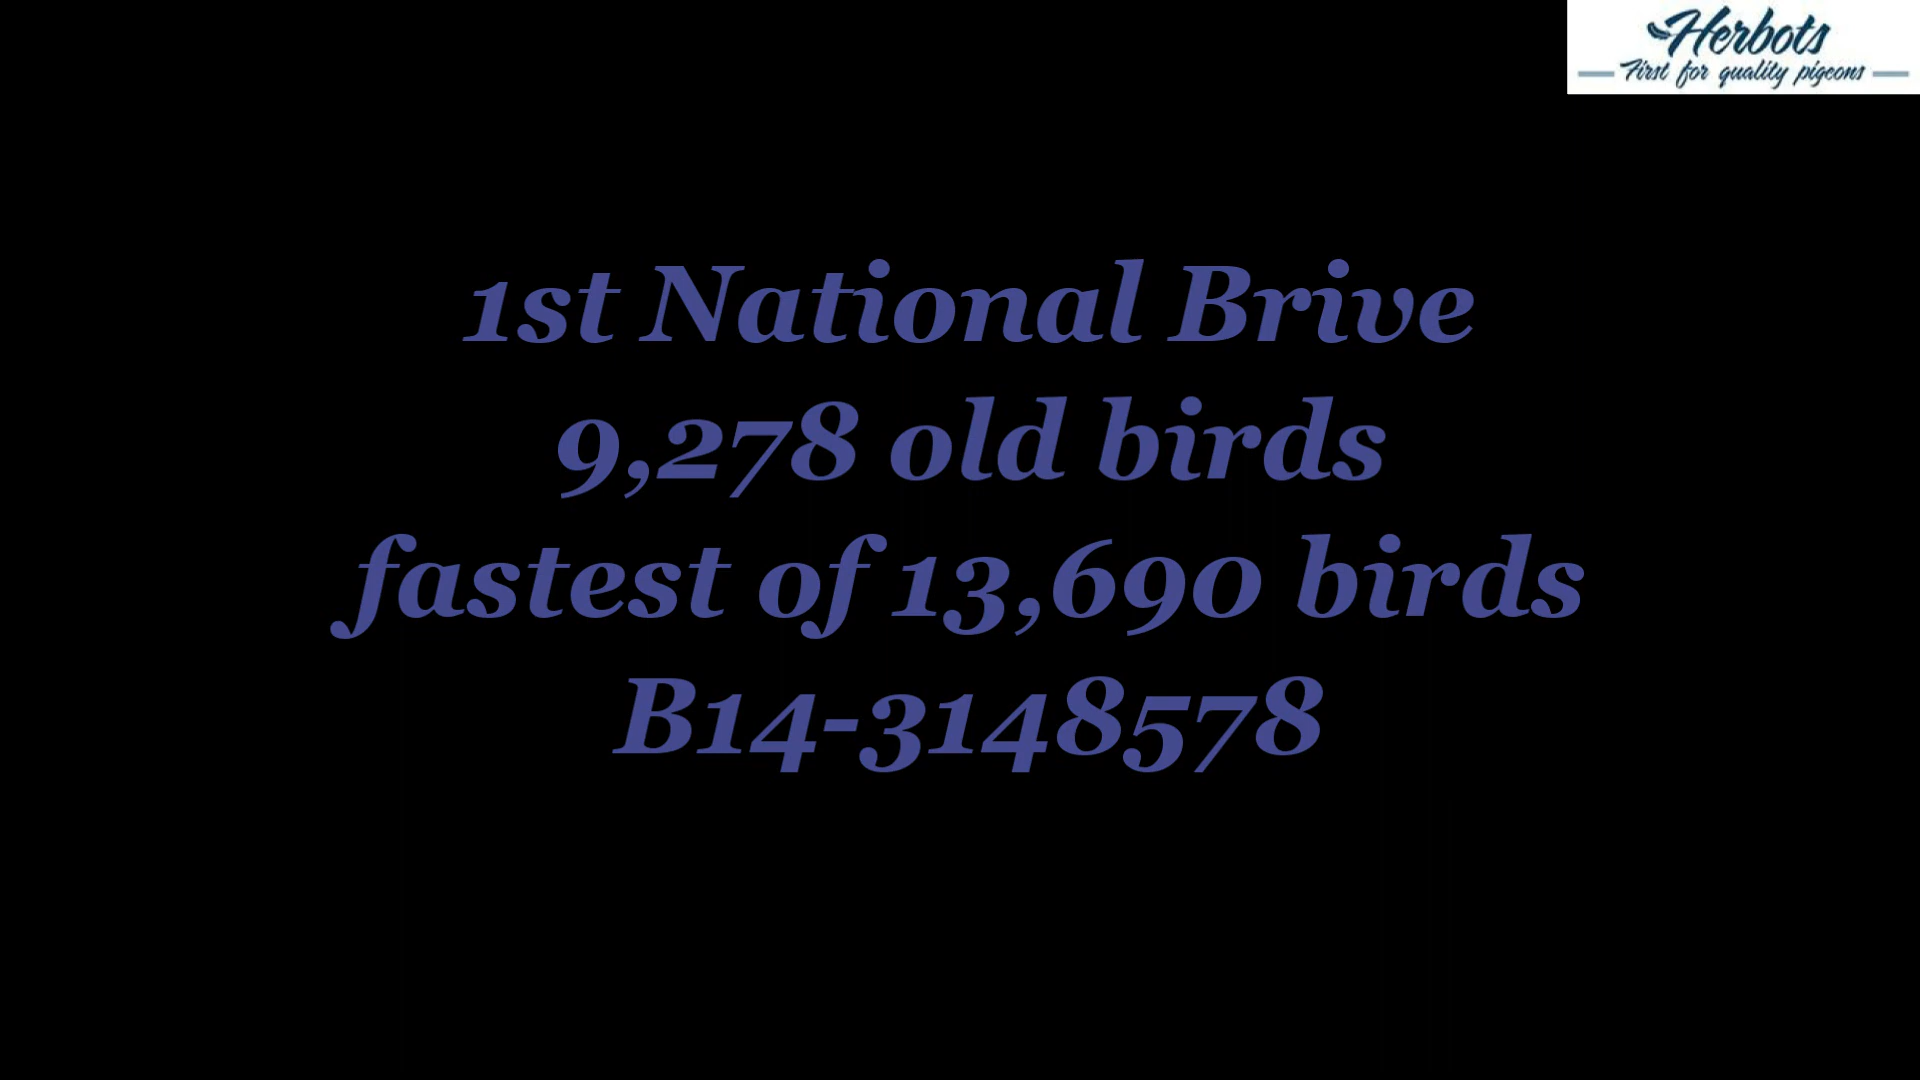 Herbots
First for quality pigeons
1st National Brive
9,278 old birds
fastest of 13,690 birds
B14-3148578